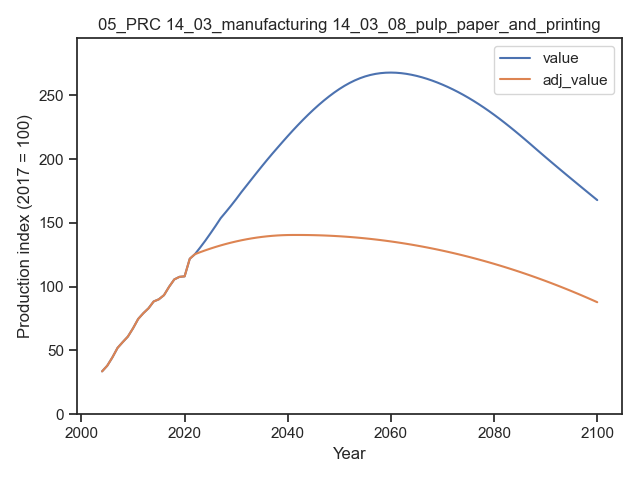 05_PRC 14_03_manufacturing 14_03_08_pulp_paper_and_printing
value
adj_value
Production index (2017 = 100)
250
200
150
100
50
0
2000 2020 2040 2060 2080 2100
Year